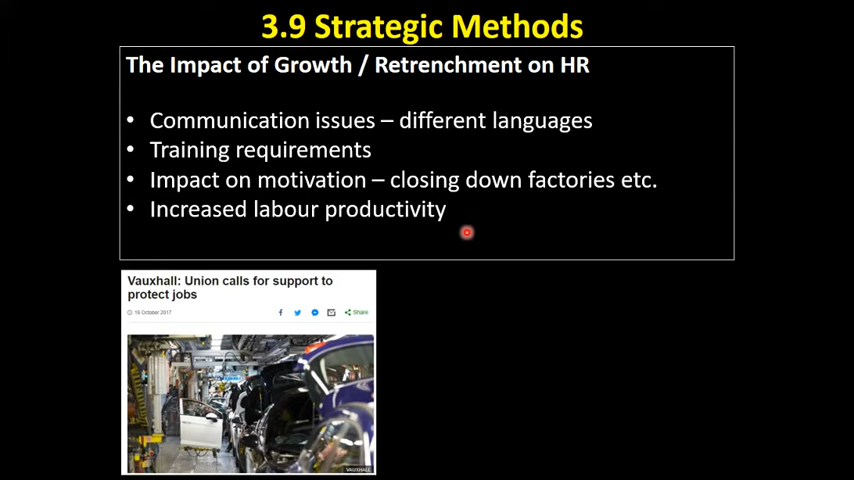 3.9 Strategic Methods
The Impact of Growth / Retrenchment on HR
• Communication issues – different languages
• Training requirements
• Impact on motivation – closing down factories etc.
• Increased labour productivity
Vauxhall: Union calls for support to
protect jobs
16 October 2017
Share
VAUXHALL